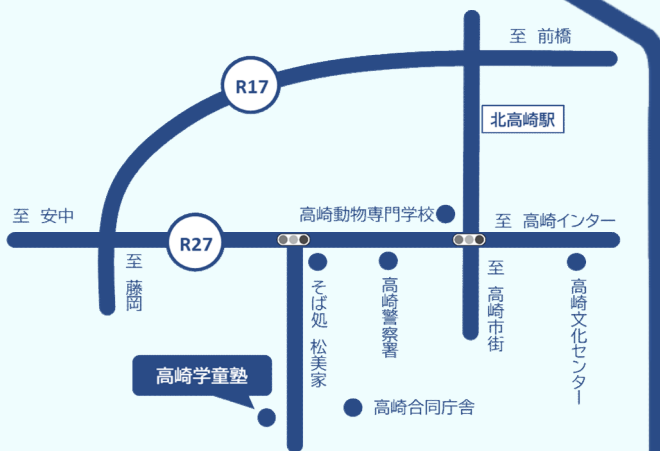 至 前橋
R17
北高崎駅
高崎動物専門学校
至 安中
至 高崎インター
R27
至 藤岡
そば処 松美家
高崎警察署
至 高崎市街
高崎文化センター
高崎学童塾
高崎合同庁舎